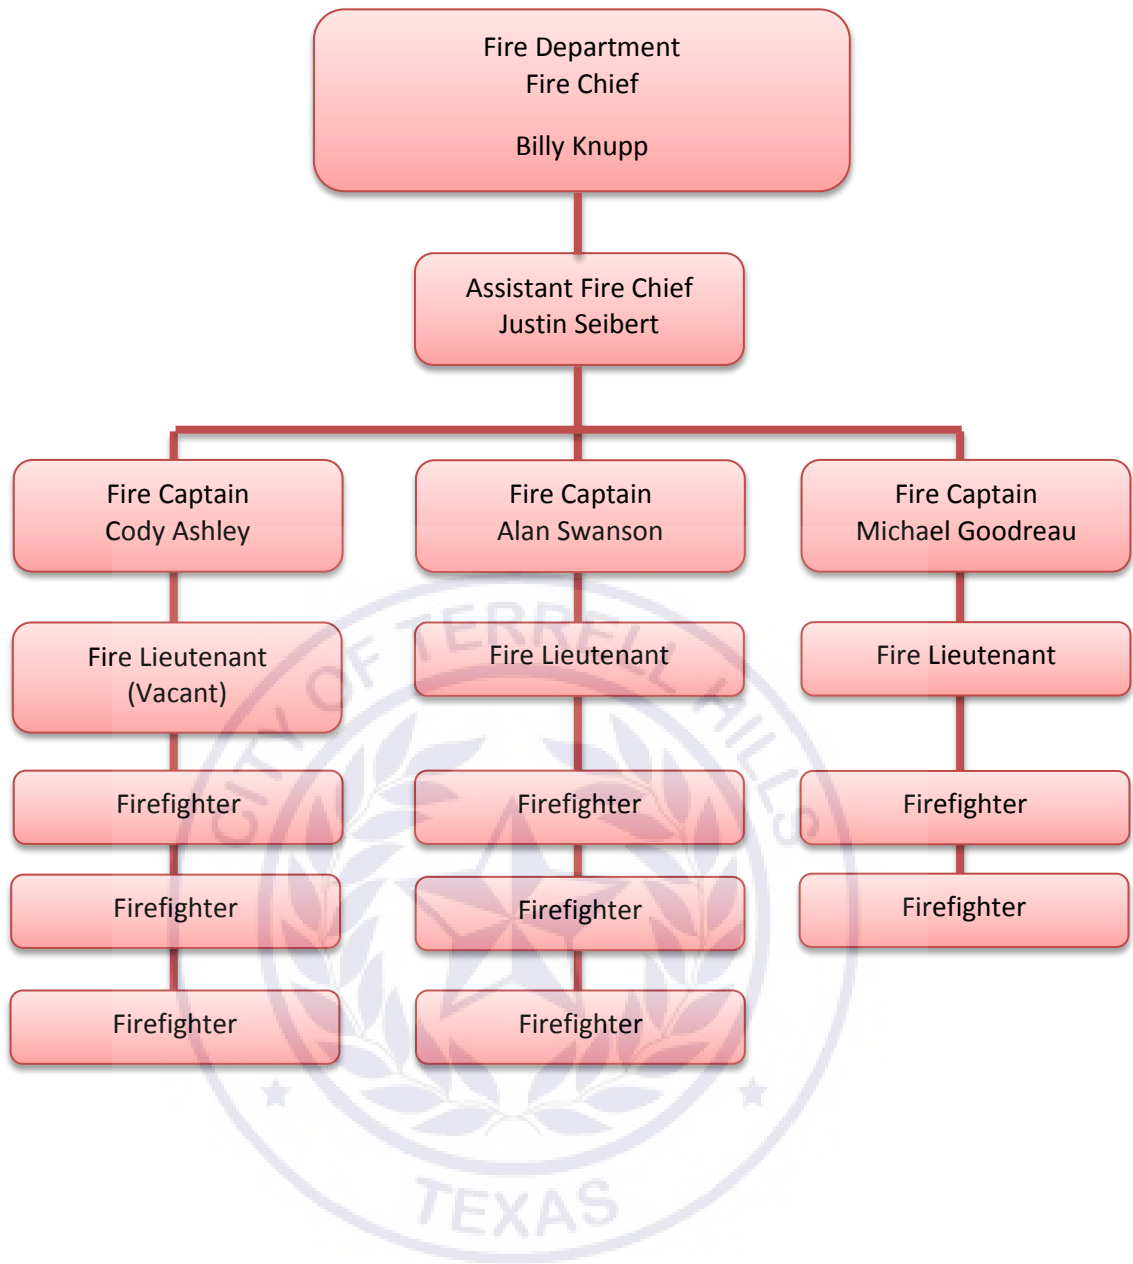 Fire Department
Fire Chief
Billy Knupp
Assistant Fire Chief
Justin Seibert
Fire Captain
Cody Ashley
Fire Captain
Alan Swanson
Fire Captain
Michael Goodreau
Fire Lieutenant
(Vacant)
Fire Lieutenant
Fire Lieutenant
Firefighter
Firefighter
Firefighter
Firefighter
Firefighter
Firefighter
Firefighter
Firefighter
CITY OF TERRELL HILLS
TEXAS